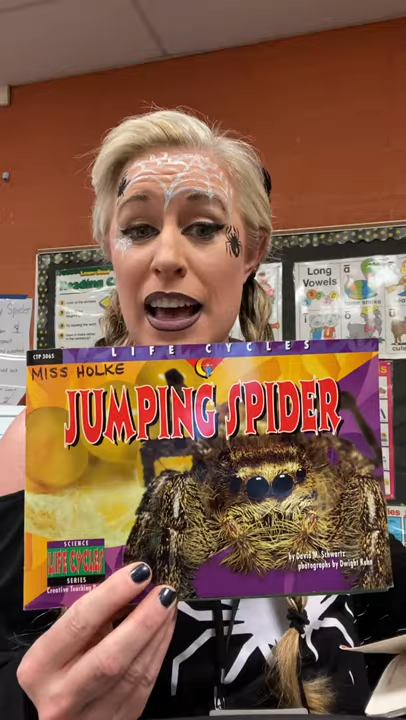 Long
Vowels
CTP 3065
LIFE CYCLES
MISS HOLKE
JUMPING SPIDER
SCIENCE
LIFE CYCLES
SERIES
Creative Teaching
by David M. Schwartz
photographs by Dwight Kuhn